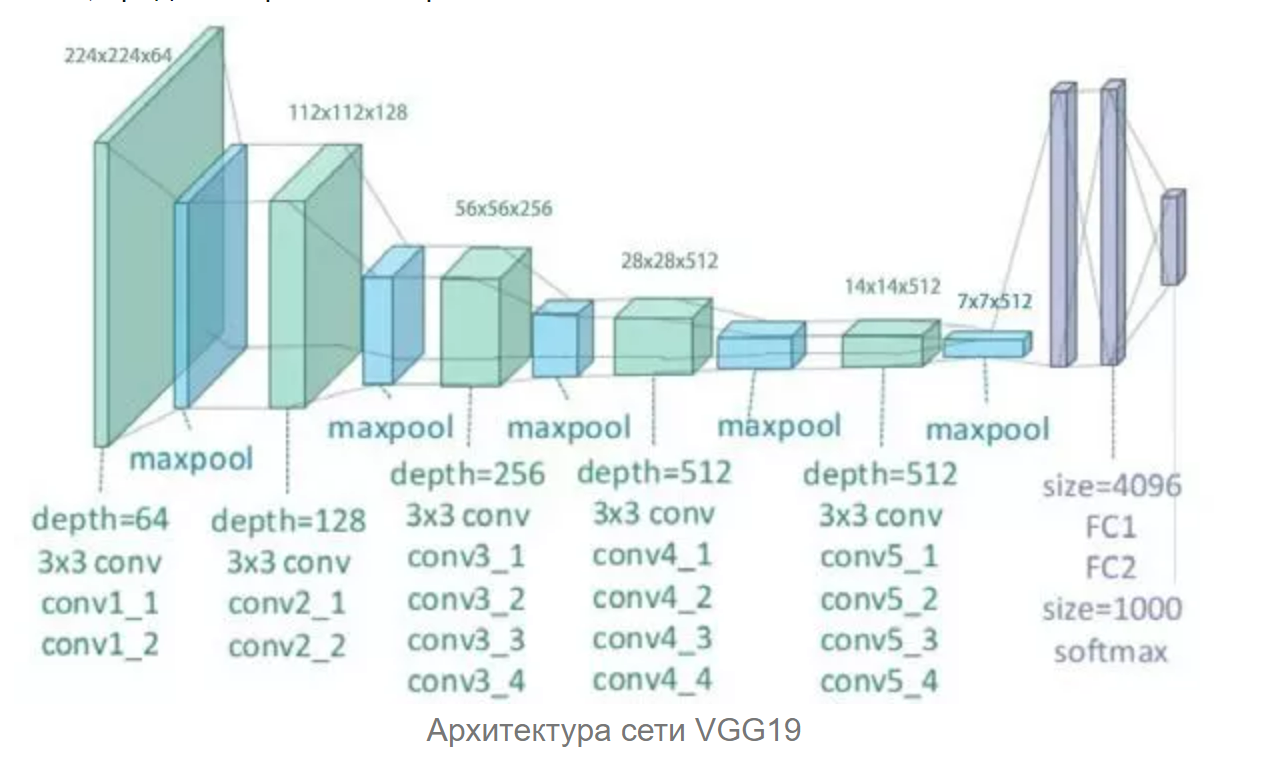 224x224x64
112x112x128
56x56x256
28x28x512
14x14x512
7x7x512
maxpool
maxpool
maxpool
maxpool
maxpool
depth=64
3x3 conv
conv1_1
conv1_2
depth=128
3x3 conv
conv2_1
conv2_2
depth=256
3x3 conv
conv3_1
conv3_2
conv3_3
conv3_4
depth=512
3x3 conv
conv4_1
conv4_2
conv4_3
conv4_4
depth=512
3x3 conv
conv5_1
conv5_2
conv5_3
conv5_4
size=4096
FC1
FC2
size=1000
softmax
Архитектура сети VGG19